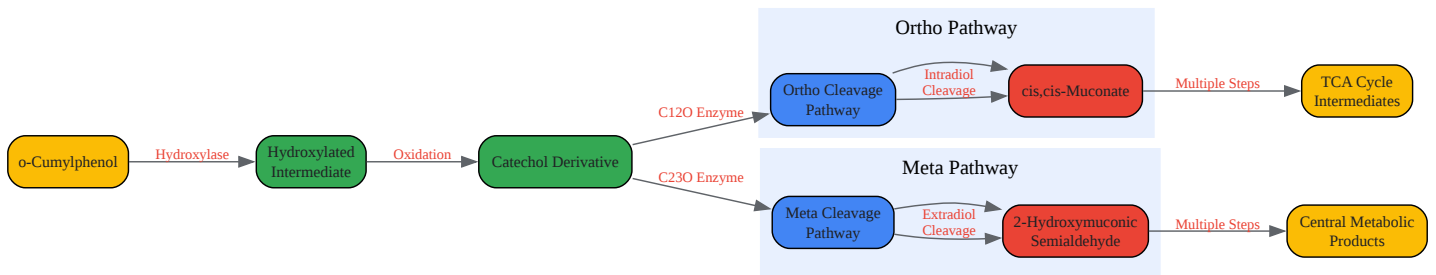 o-Cumylphenol
Hydroxylase
Hydroxylated
Intermediate
Oxidation
Catechol Derivative
C12O Enzyme
C23O Enzyme
Ortho Pathway
Ortho Cleavage
Pathway
Intradiol
Cleavage
cis,cis-Muconate
Multiple Steps
TCA Cycle
Intermediates
Meta Pathway
Meta Cleavage
Pathway
Extradiol
Cleavage
2-Hydroxymuconic
Semialdehyde
Multiple Steps
Central Metabolic
Products